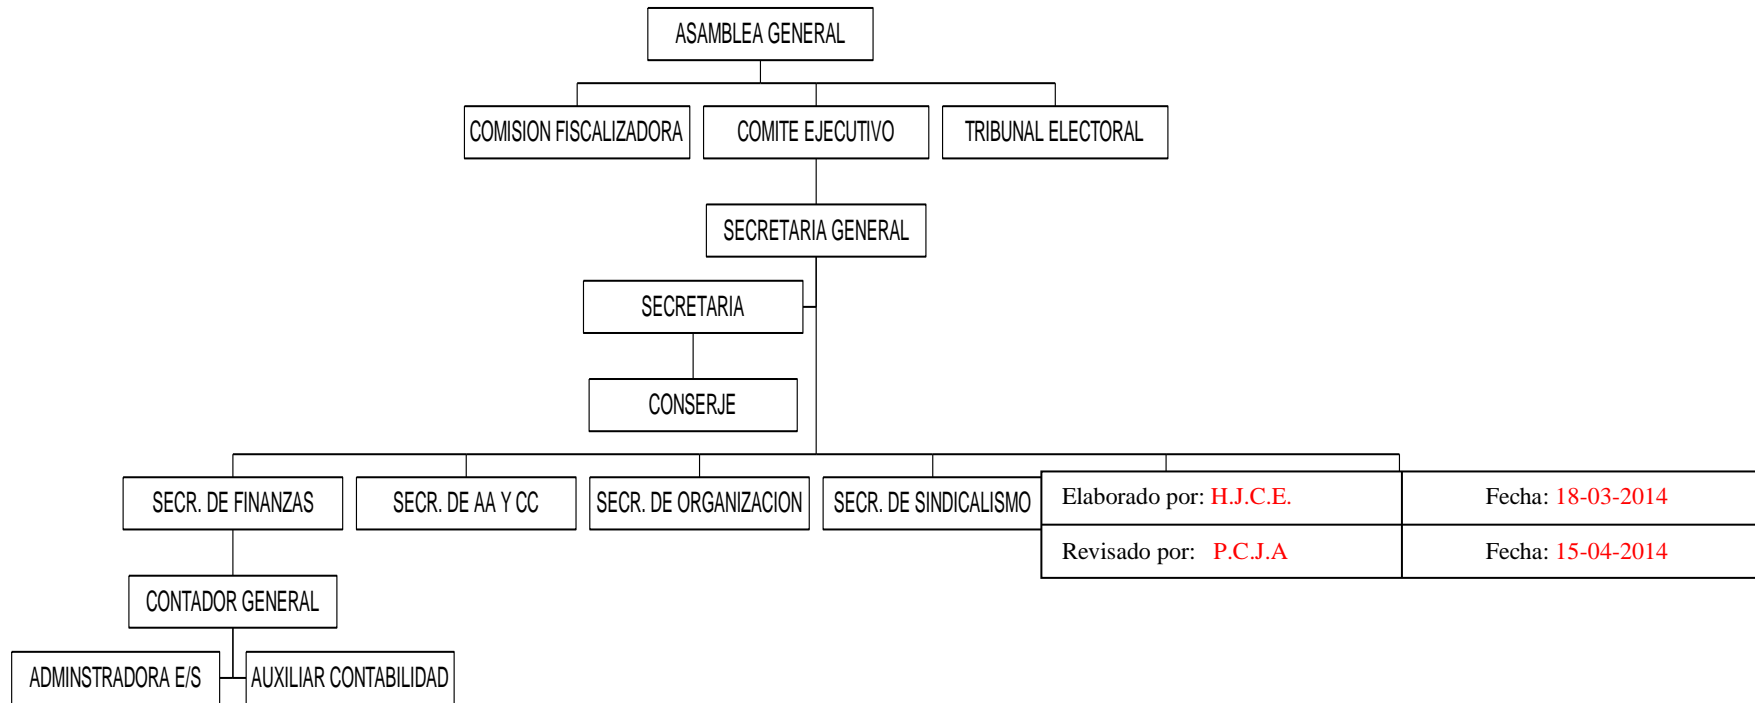 ASAMBLEA GENERAL
COMISION FISCALIZADORA
COMITE EJECUTIVO
TRIBUNAL ELECTORAL
SECRETARIA GENERAL
SECRETARIA
CONSERJE
SECR. DE FINANZAS
SECR. DE AA Y CC
SECR. DE ORGANIZACION
SECR. DE SINDICALISMO
Elaborado por: H.J.C.E.
Fecha: 18-03-2014
Revisado por: P.C.J.A
Fecha: 15-04-2014
CONTADOR GENERAL
ADMINSTRADORA E/S
AUXILIAR CONTABILIDAD